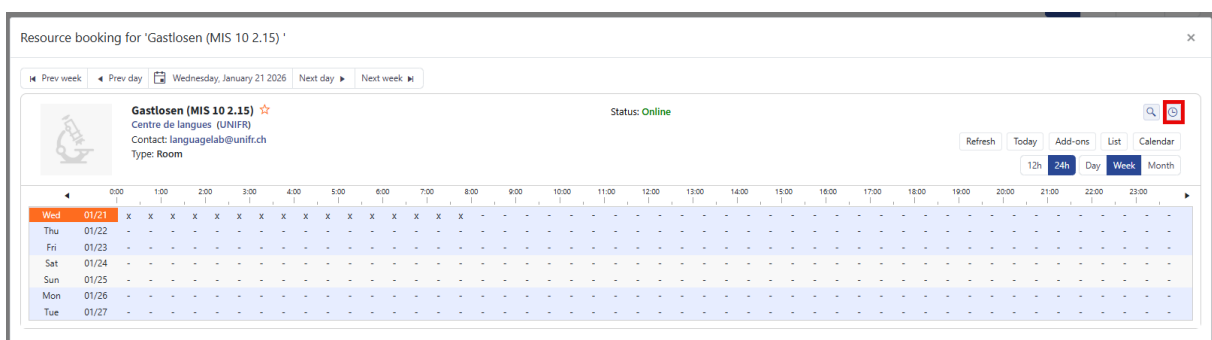 Resource booking for 'Gastlosen (MIS 10 2.15) ' ×
Prev week Prev day Wednesday, January 21 2026 Next day Next week
Gastlosen (MIS 10 2.15)
Centre de langues (UNIFR)
Contact: languagelab@unifr.ch
Type: Room
Status: Online
Refresh Today Add-ons List Calendar
12h 24h Day Week Month
0:00 1:00 2:00 3:00 4:00 5:00 6:00 7:00 8:00 9:00 10:00 11:00 12:00 13:00 14:00 15:00 16:00 17:00 18:00 19:00 20:00 21:00 22:00 23:00
Wed 01/21 x x x x x x x x x x x x x x x x - - - - - - - - - - - - - - - - - - - - - - - - - - - - - - - -
Thu 01/22 - - - - - - - - - - - - - - - - - - - - - - - - - - - - - - - - - - - - - - - - - - - - - - - -
Fri 01/23 - - - - - - - - - - - - - - - - - - - - - - - - - - - - - - - - - - - - - - - - - - - - - - - -
Sat 01/24 - - - - - - - - - - - - - - - - - - - - - - - - - - - - - - - - - - - - - - - - - - - - - - - -
Sun 01/25 - - - - - - - - - - - - - - - - - - - - - - - - - - - - - - - - - - - - - - - - - - - - - - - -
Mon 01/26 - - - - - - - - - - - - - - - - - - - - - - - - - - - - - - - - - - - - - - - - - - - - - - - -
Tue 01/27 - - - - - - - - - - - - - - - - - - - - - - - - - - - - - - - - - - - - - - - - - - - - - - - -